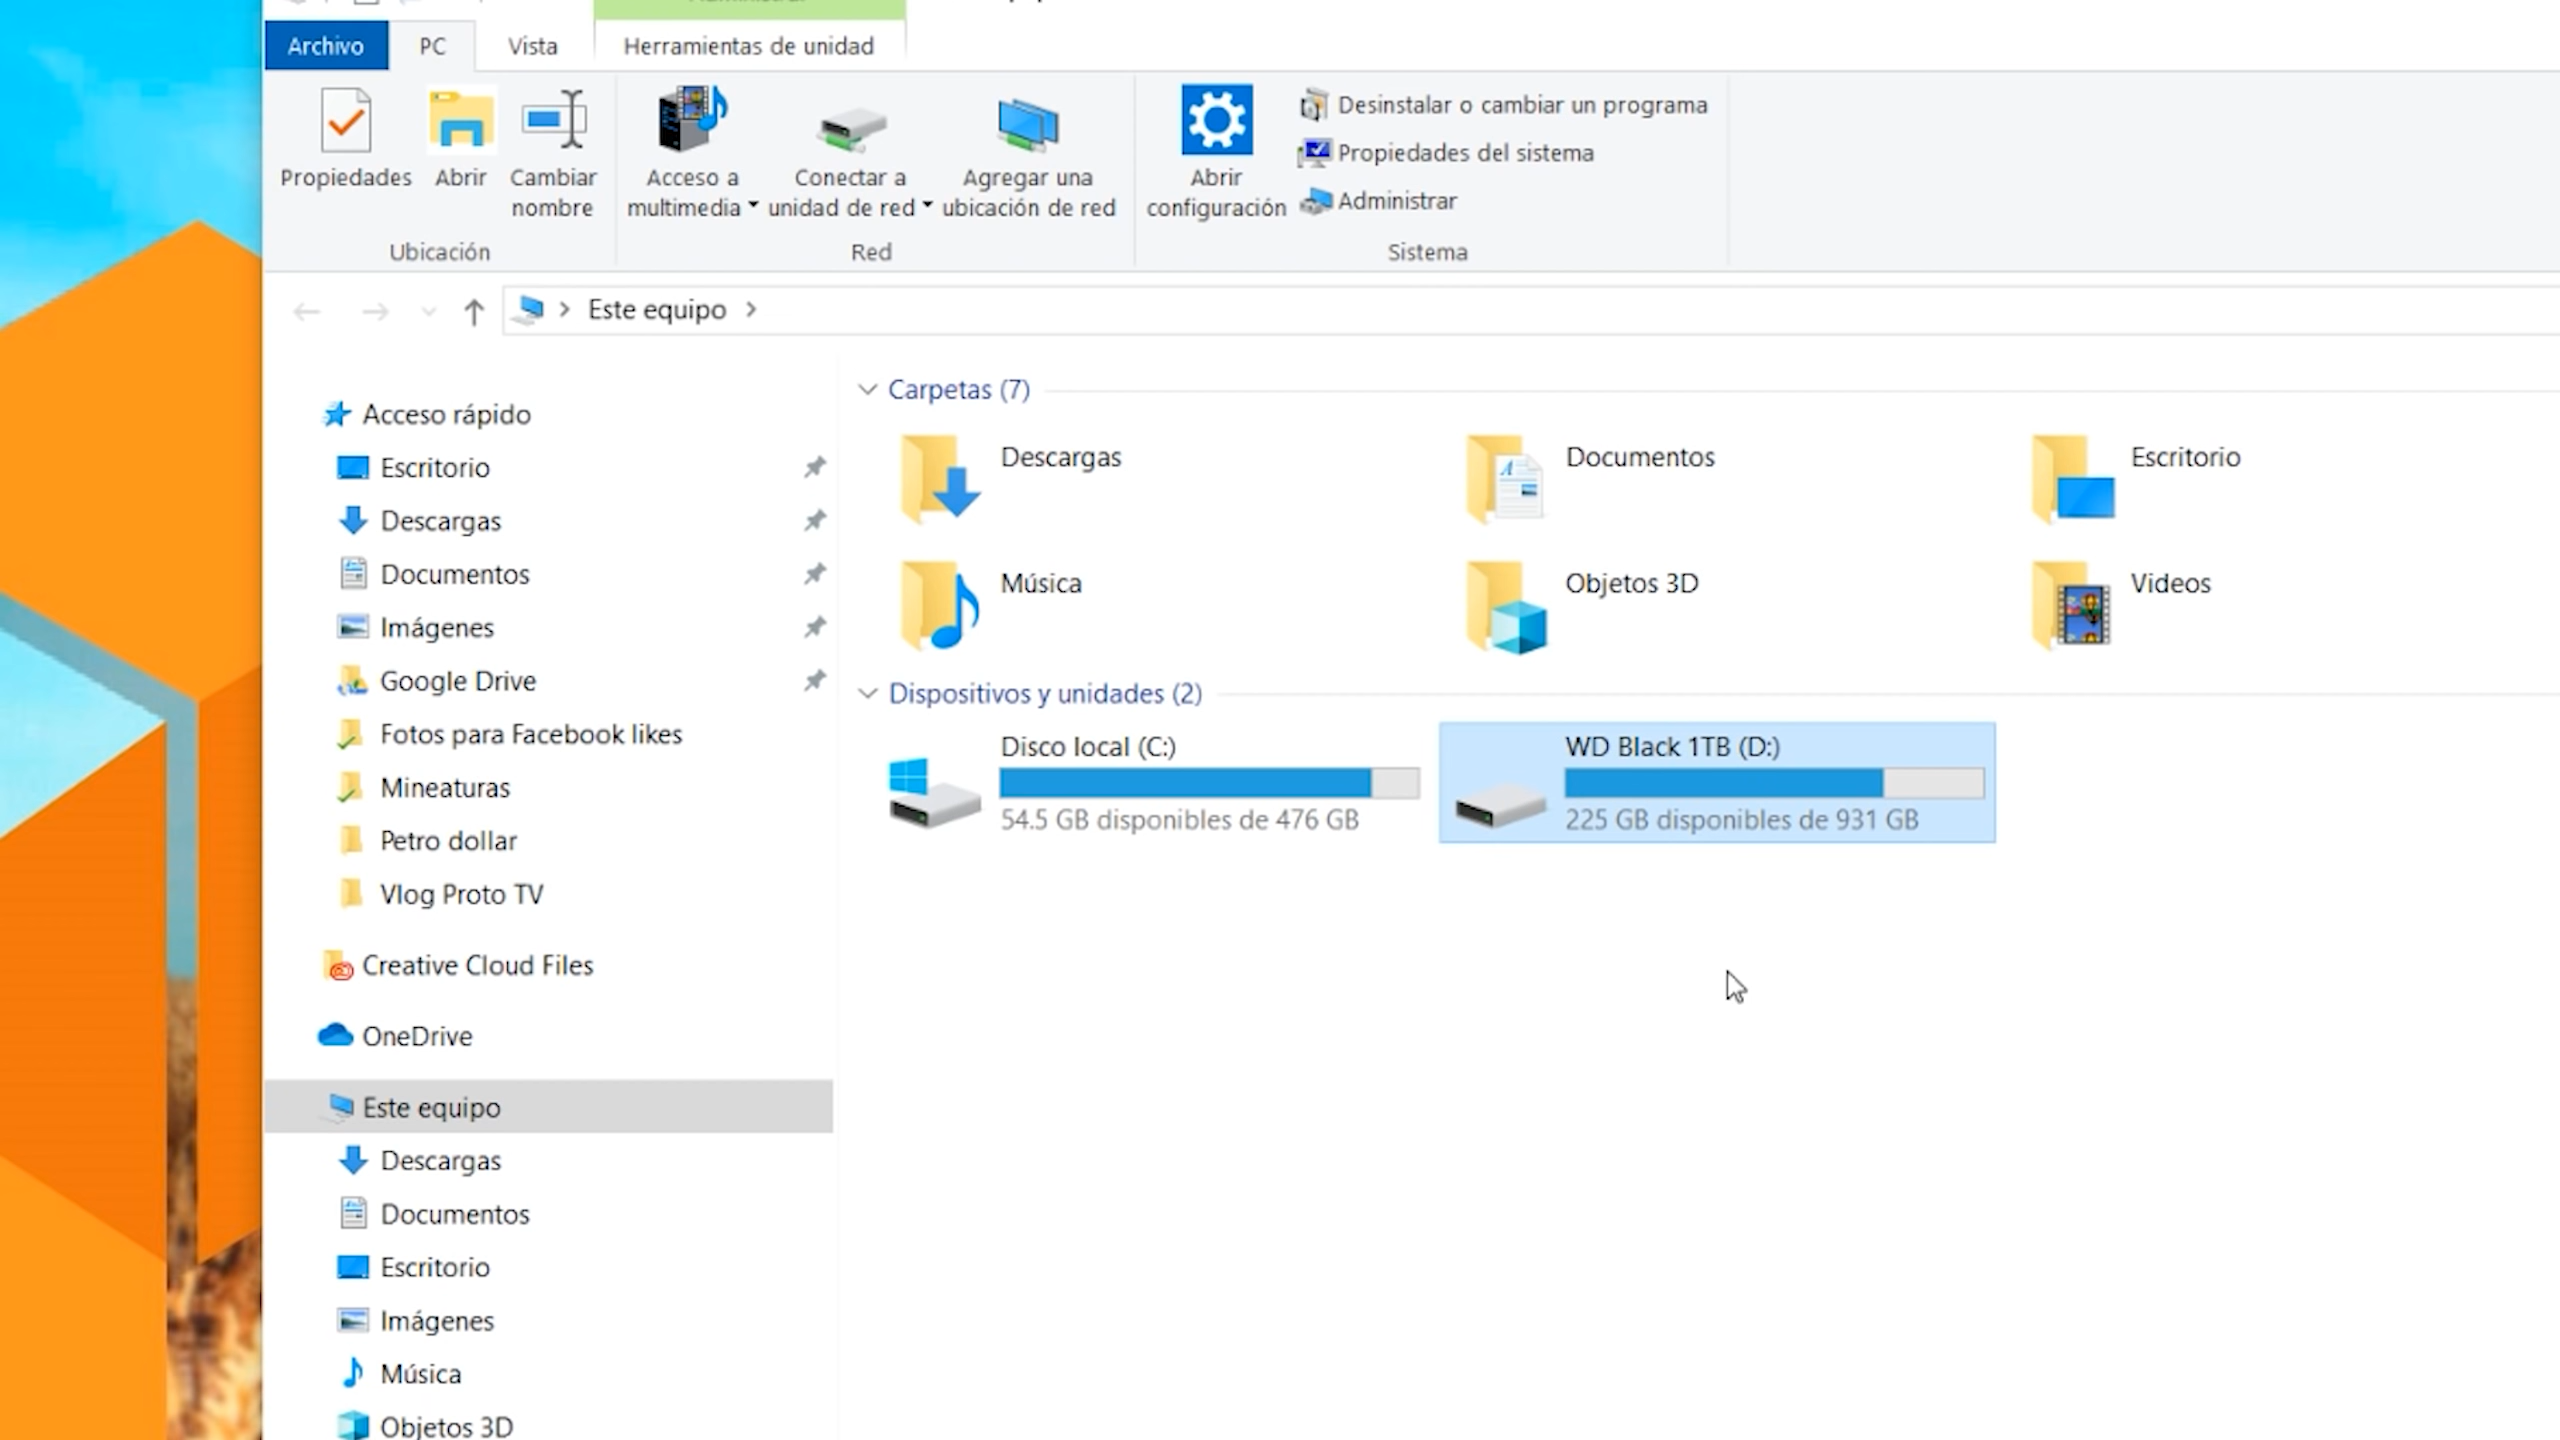 Archivo PC Vista Herramientas de unidad
Propiedades Abrir Cambiar nombre
Acceso a multimedia Conectar a unidad de red Agregar una ubicación de red
Abrir configuración
Desinstalar o cambiar un programa
Propiedades del sistema
Administrar
Ubicación Red Sistema
Este equipo
Acceso rápido
Escritorio
Descargas
Documentos
Imágenes
Google Drive
Fotos para Facebook likes
Mineaturas
Petro dollar
Vlog Proto TV
Creative Cloud Files
OneDrive
Este equipo
Descargas
Documentos
Escritorio
Imágenes
Música
Objetos 3D
Carpetas (7)
Descargas Documentos Escritorio
Música Objetos 3D Videos
Dispositivos y unidades (2)
Disco local (C:)
54.5 GB disponibles de 476 GB
WD Black 1TB (D:)
225 GB disponibles de 931 GB